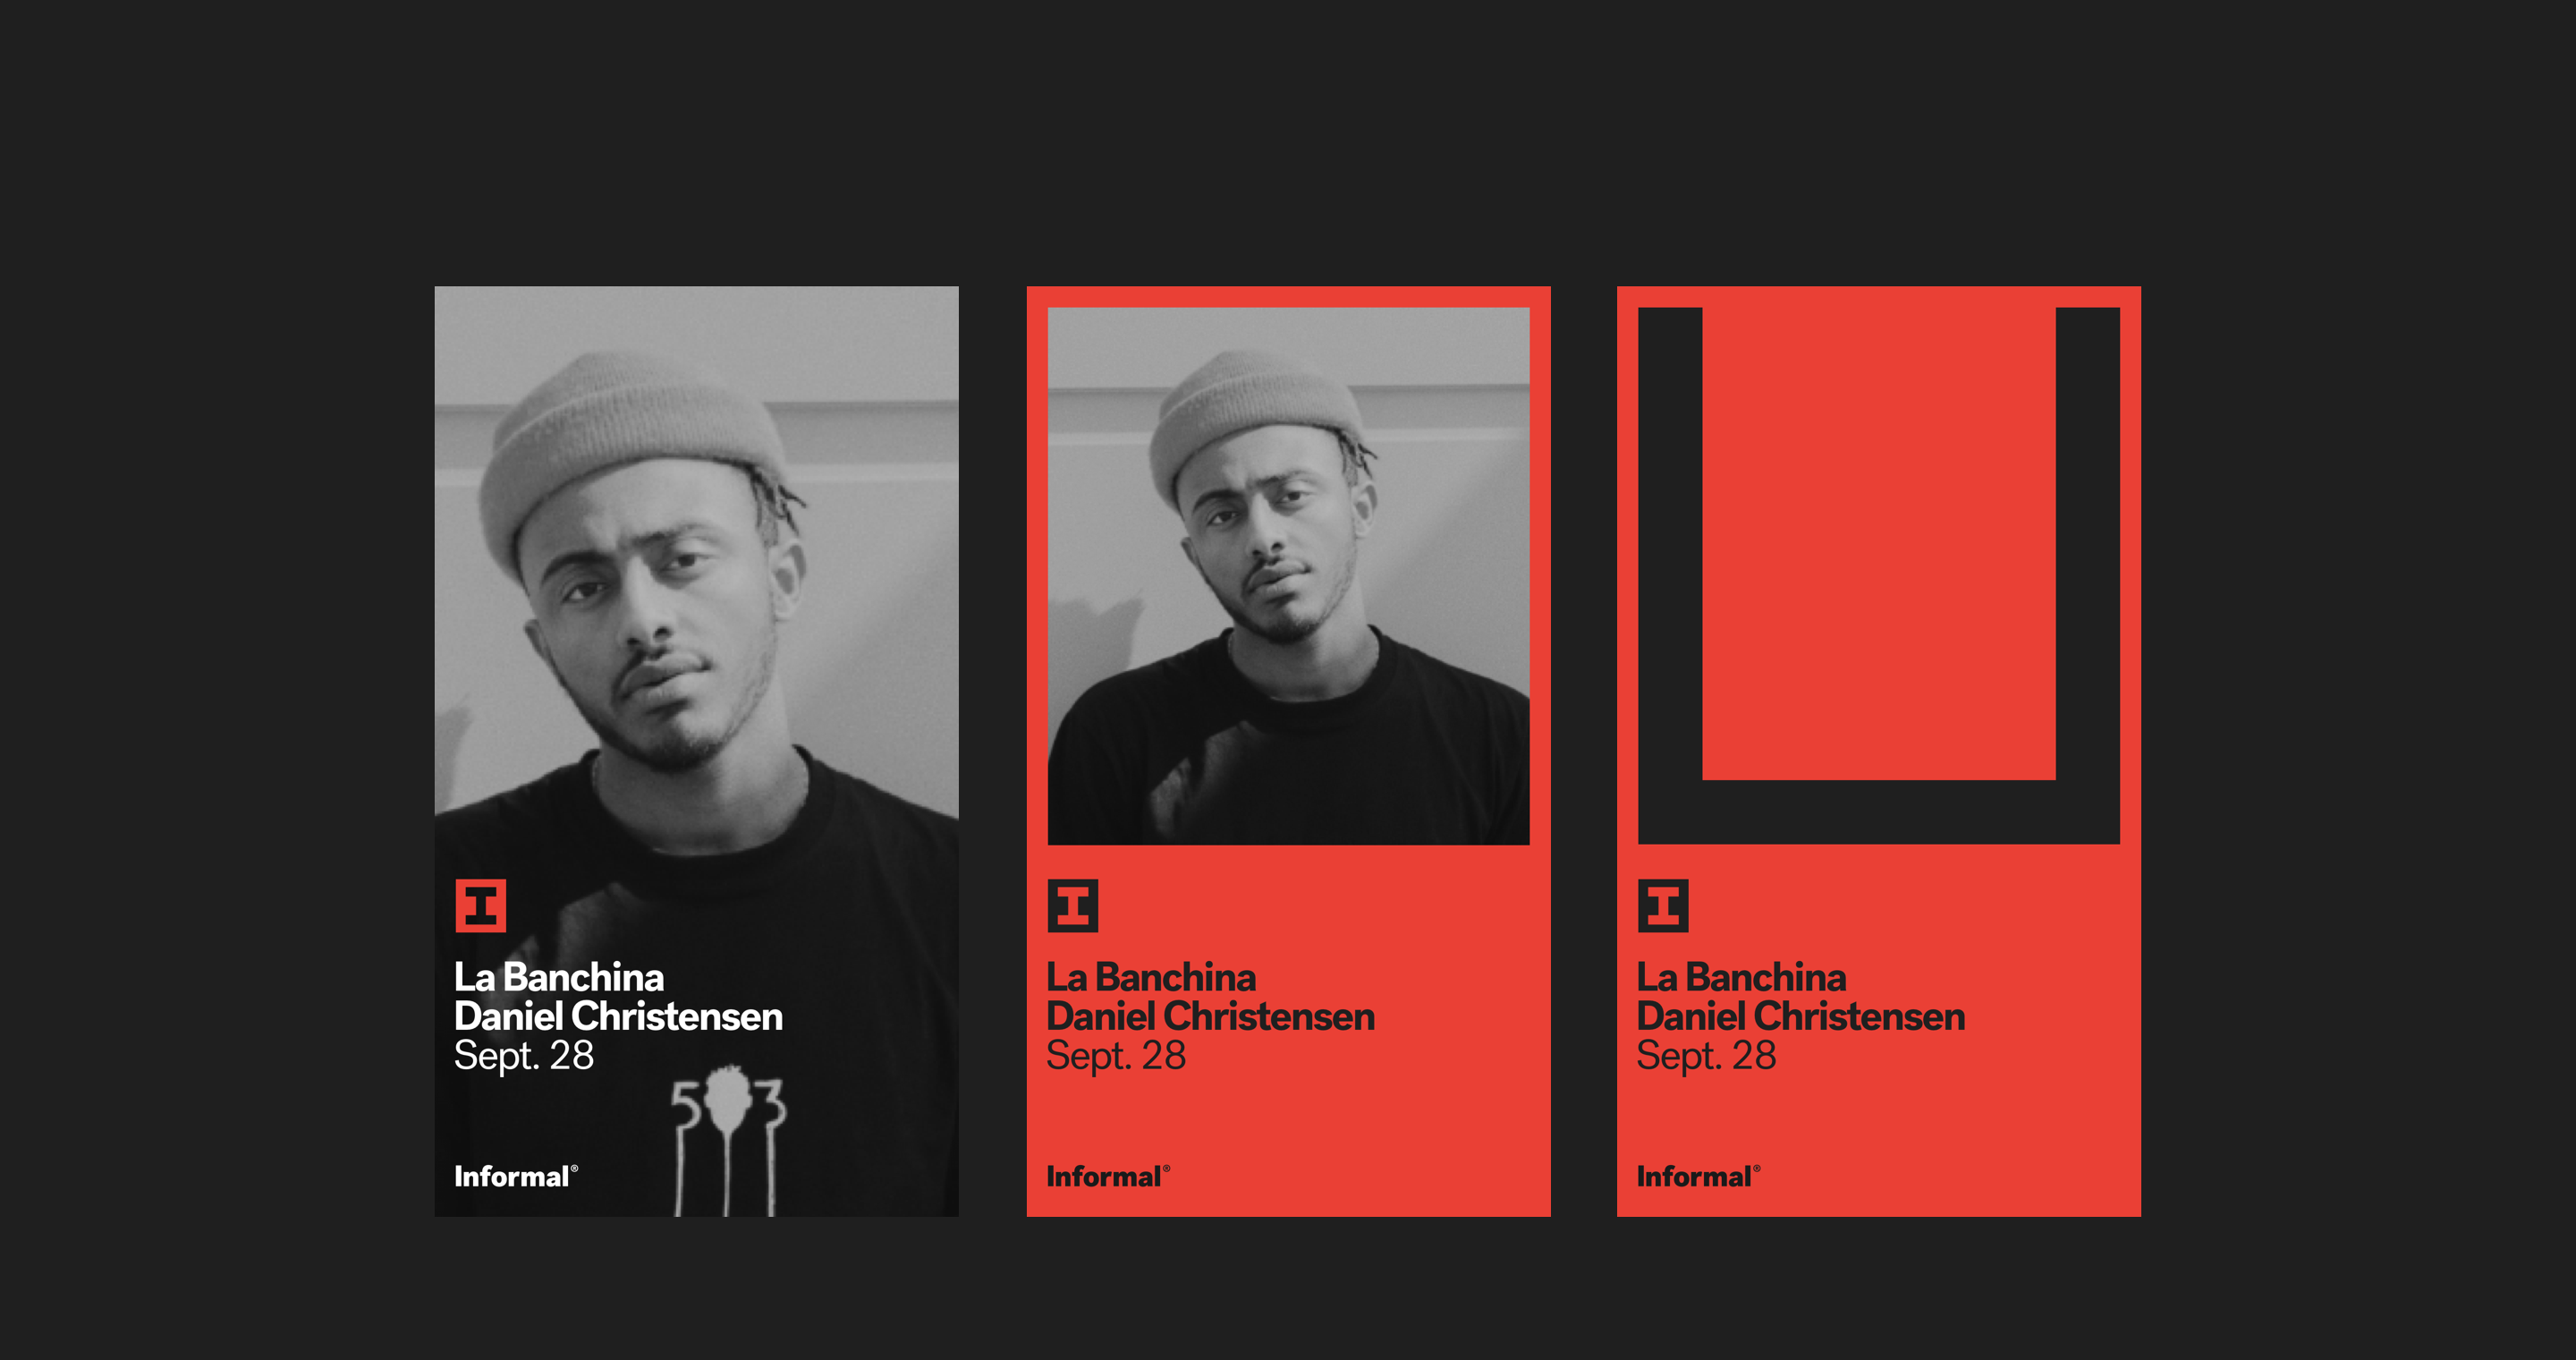 I
La Banchina
Daniel Christensen
Sept. 28
503
Informal®
I
La Banchina
Daniel Christensen
Sept. 28
Informal®
I
La Banchina
Daniel Christensen
Sept. 28
Informal®